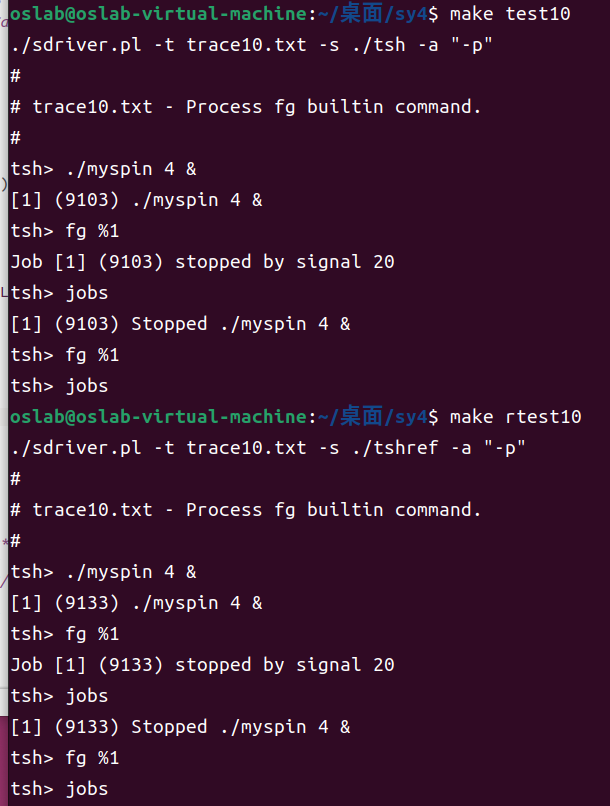 oslab@oslab-virtual-machine:~/桌面/sy4$ make test10
./sdriver.pl -t trace10.txt -s ./tsh -a "-p"
#
# trace10.txt - Process fg builtin command.
#
tsh> ./myspin 4 &
[1] (9103) ./myspin 4 &
tsh> fg %1
Job [1] (9103) stopped by signal 20
tsh> jobs
[1] (9103) Stopped ./myspin 4 &
tsh> fg %1
tsh> jobs
oslab@oslab-virtual-machine:~/桌面/sy4$ make rtest10
./sdriver.pl -t trace10.txt -s ./tshref -a "-p"
#
# trace10.txt - Process fg builtin command.
#
tsh> ./myspin 4 &
[1] (9133) ./myspin 4 &
tsh> fg %1
Job [1] (9133) stopped by signal 20
tsh> jobs
[1] (9133) Stopped ./myspin 4 &
tsh> fg %1
tsh> jobs